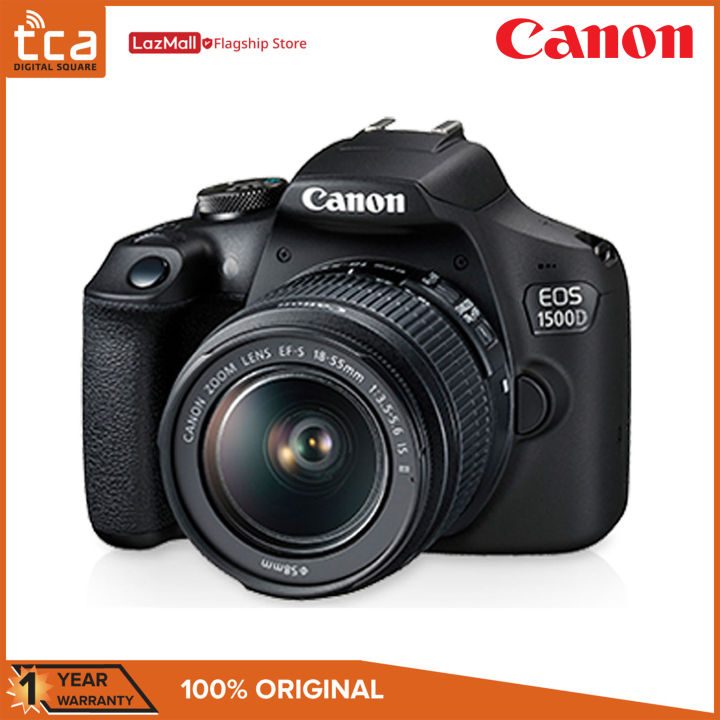 tca
DIGITAL SQUARE
LazMall Flagship Store
Canon
Canon
EOS
1500D
Canon
CANON ZOOM LENS EF-S 18-55mm 1:3.5-5.6 IS II
58mm
1 YEAR
WARRANTY
100% ORIGINAL